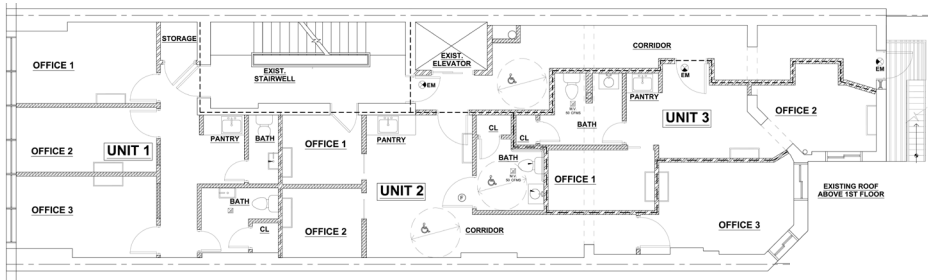 STORAGE
OFFICE 1
EXIST.
STAIRWELL
EXIST.
ELEVATOR
EM
CORRIDOR
EM
EM
OFFICE 2
PANTRY
UNIT 3
BATH
CL
OFFICE 1
OFFICE 3
EXISTING ROOF
ABOVE 1ST FLOOR
OFFICE 2
UNIT 1
PANTRY
BATH
OFFICE 1
PANTRY
CL
BATH
UNIT 2
OFFICE 3
BATH
CL
OFFICE 2
F
CORRIDOR